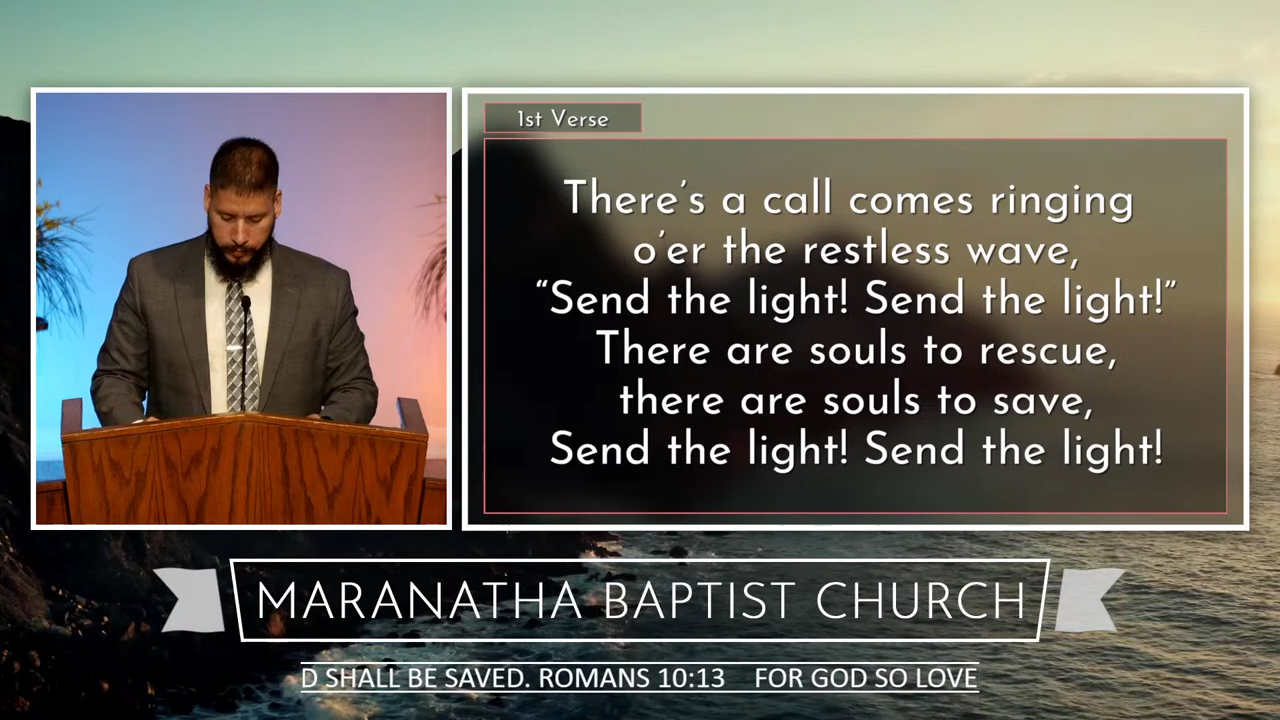 1st Verse
There's a call comes ringing
o'er the restless wave,
“Send the light! Send the light!”
There are souls to rescue,
there are souls to save,
Send the light! Send the light!
MARANATHA BAPTIST CHURCH
D SHALL BE SAVED. ROMANS 10:13 FOR GOD SO LOVE